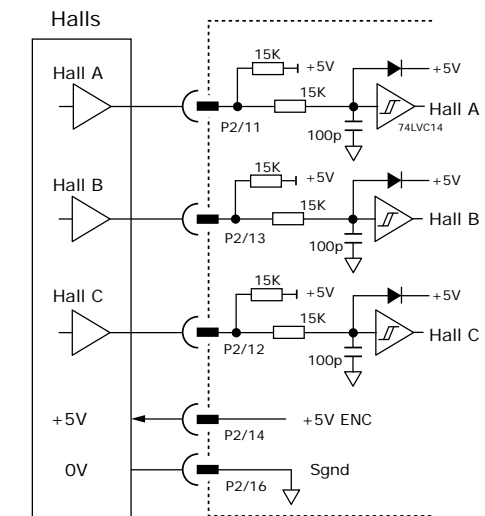 Halls
Hall A
15K
+5V
15K
+5V
P2/11
100p
74LVC14
Hall A
Hall B
15K
+5V
15K
+5V
P2/13
100p
Hall B
Hall C
15K
+5V
15K
+5V
P2/12
100p
Hall C
+5V
P2/14
+5V ENC
0V
P2/16
Sgnd